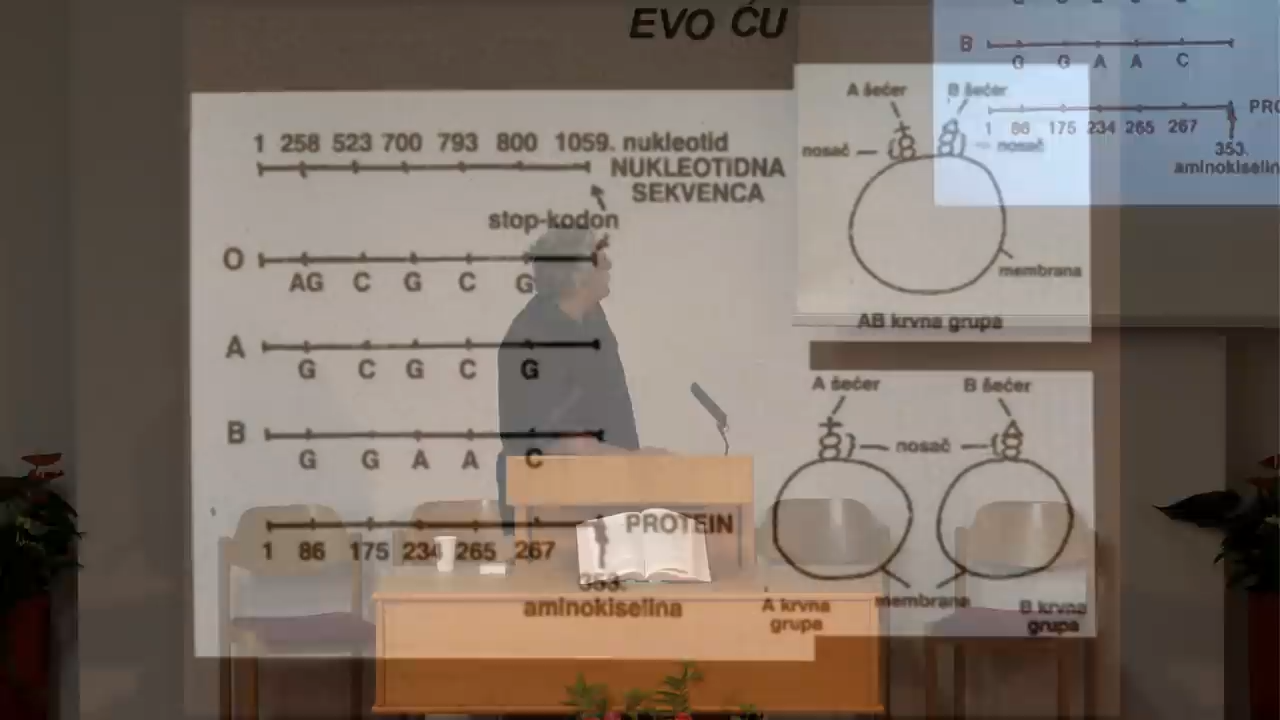 EVO ĆU
1 258 523 700 793 800 1059. nukleotid
NUKLEOTIDNA
SEKVENCA
stop-kodon
O
AG C G C G
A
G C G C G
B
G G A A C
PROTEIN
1 86 175 234 265 267
353.
aminokiselina
A šećer B šećer
nosač nosač
membrana
AB krvna grupa
A šećer B šećer
nosač
membrana
A krvna
grupa
B krvna
grupa
B
G G A A C
PRO
1 86 175 234 265 267
353.
aminokiselin